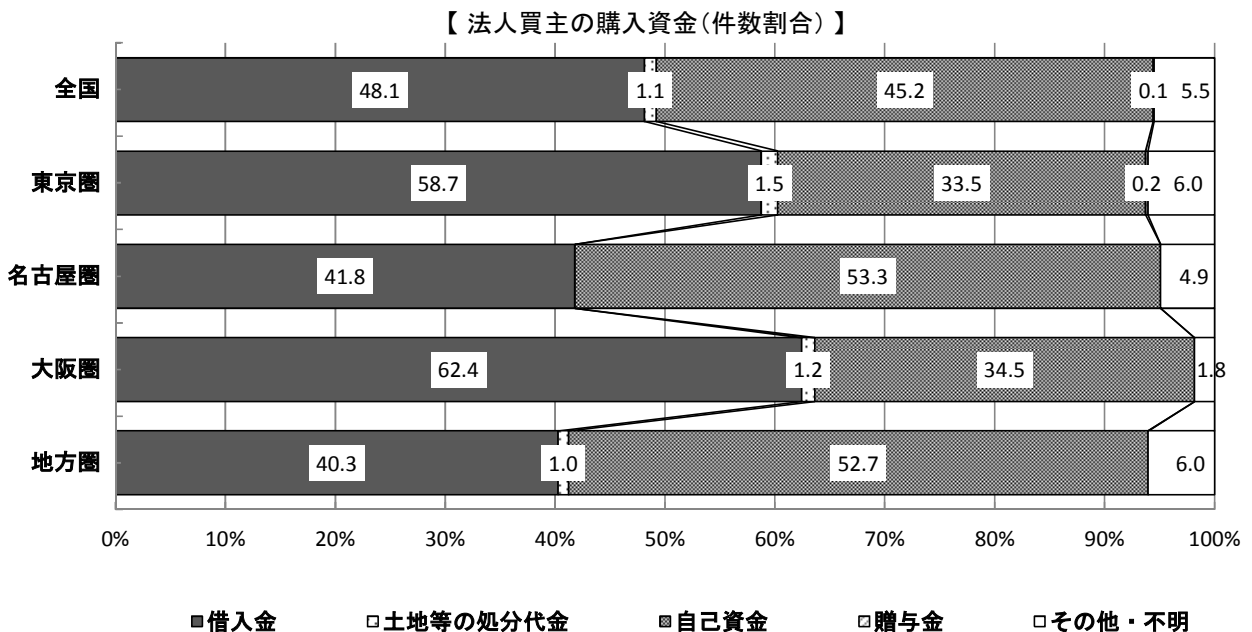 【 法人買主の購入資金(件数割合) 】
全国 48.1 1.1 45.2 0.1 5.5
東京圏 58.7 1.5 33.5 0.2 6.0
名古屋圏 41.8 53.3 4.9
大阪圏 62.4 1.2 34.5 1.8
地方圏 40.3 1.0 52.7 6.0
0% 10% 20% 30% 40% 50% 60% 70% 80% 90% 100%
借入金 土地等の処分代金 自己資金 贈与金 その他・不明